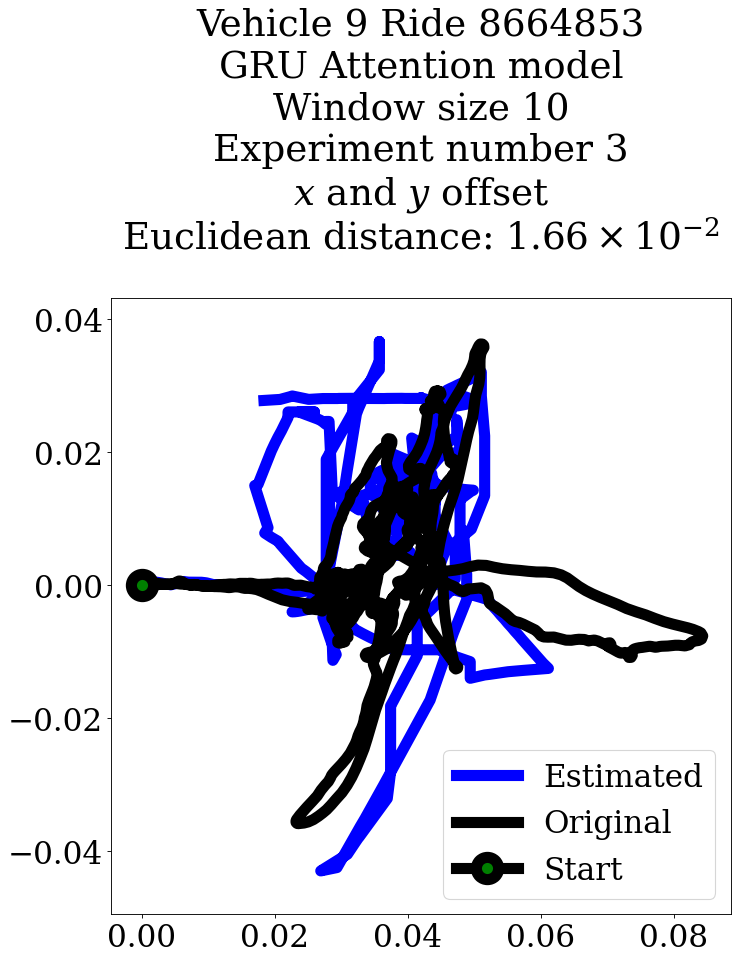 Vehicle 9 Ride 8664853
GRU Attention model
Window size 10
Experiment number 3
x and y offset
Euclidean distance: 1.66 × 10⁻²
0.04
0.02
0.00
−0.02
−0.04
Estimated
Original
Start
0.00 0.02 0.04 0.06 0.08